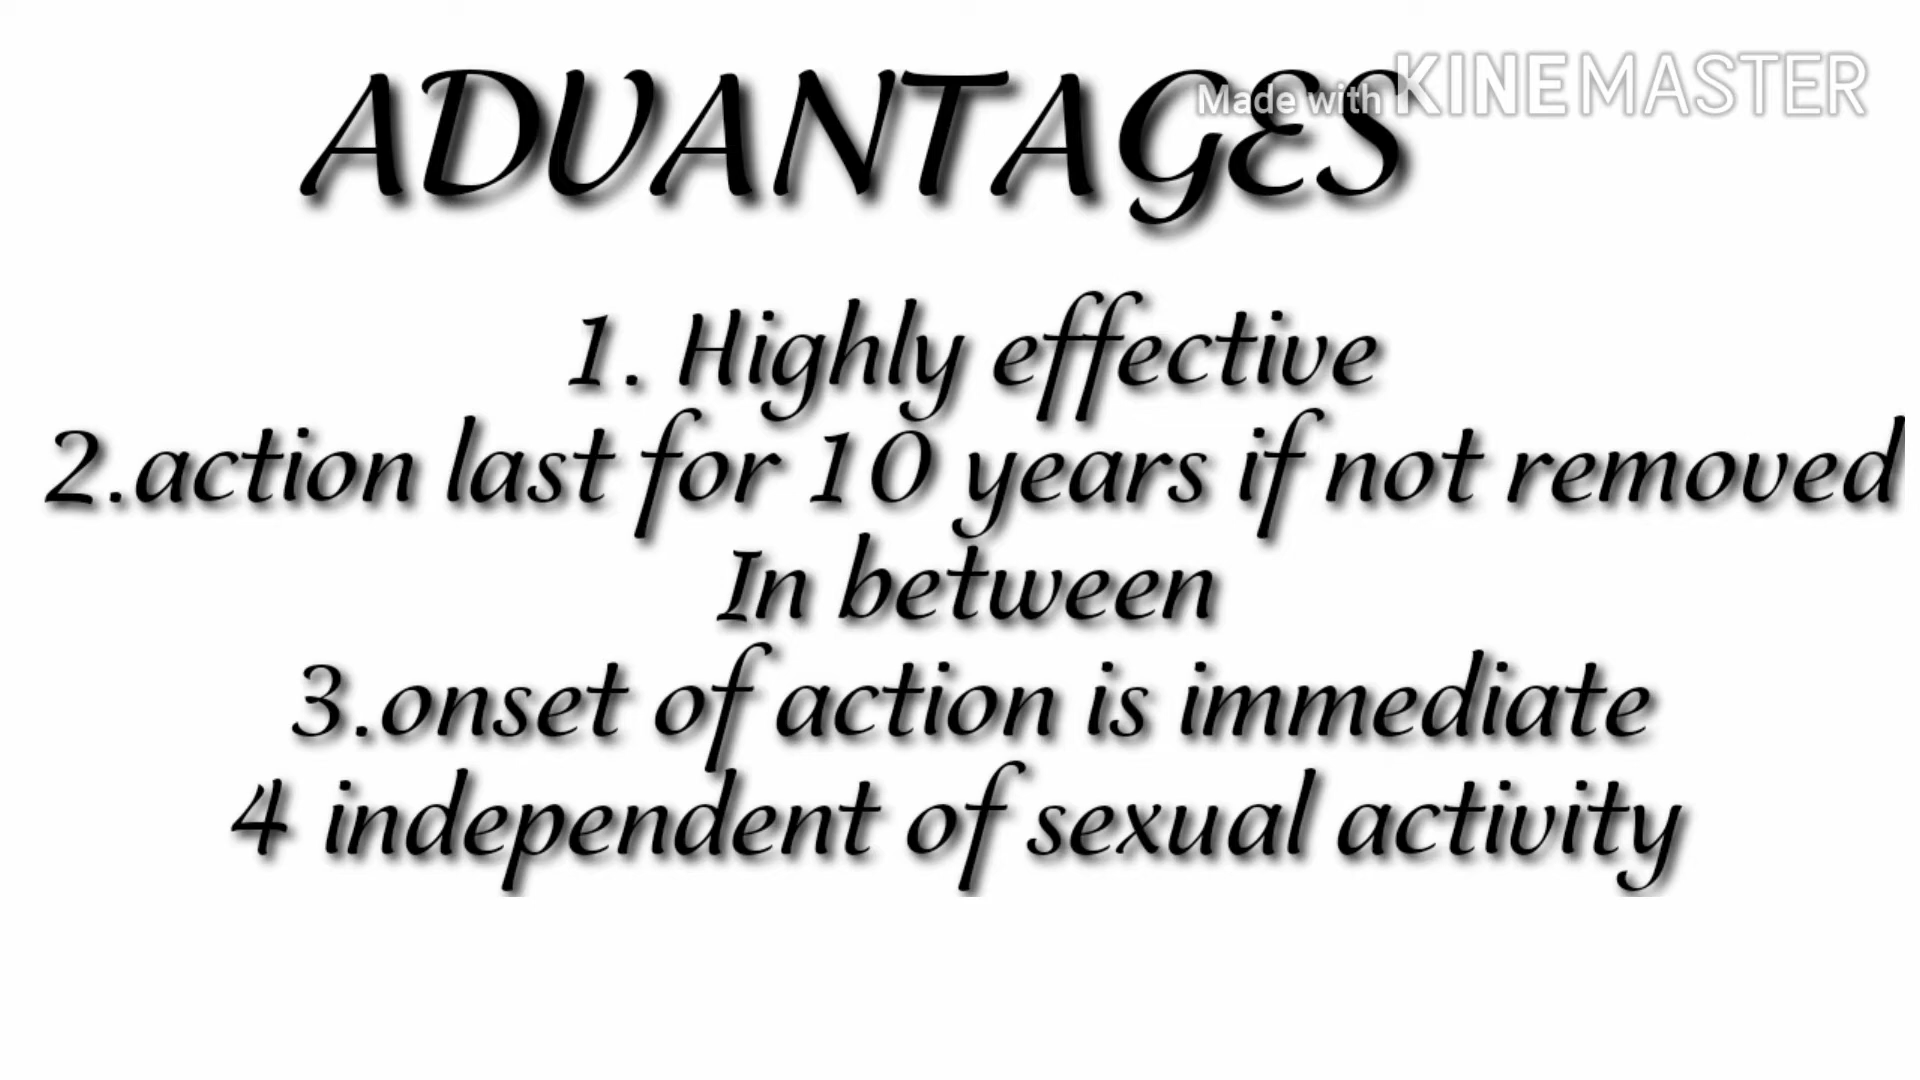 Made with KINEMASTER
ADVANTAGES
1. Highly effective
2.action last for 10 years if not removed
In between
3.onset of action is immediate
4 independent of sexual activity